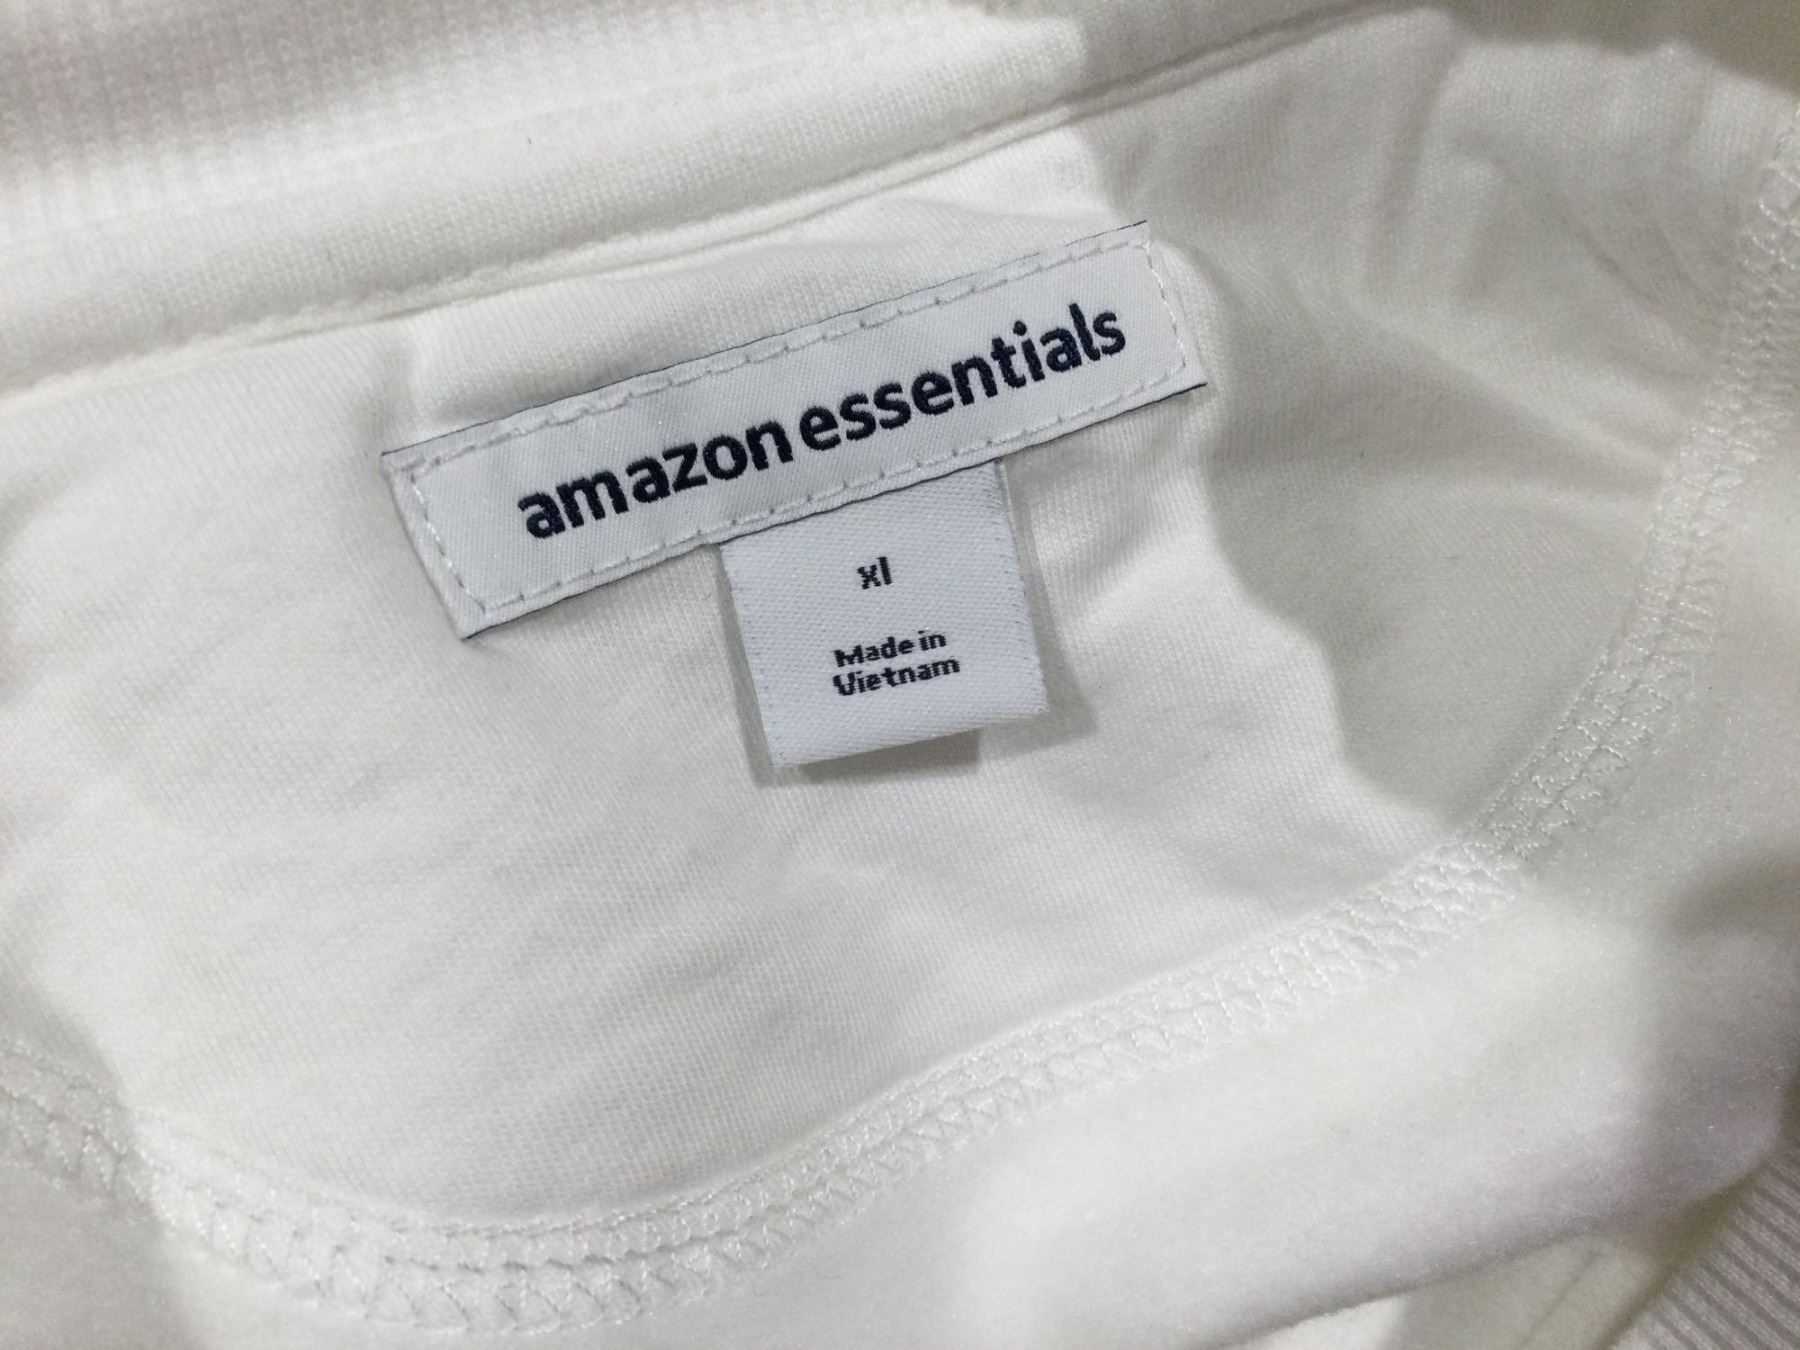 amazon essentials
xl
Made in
Vietnam